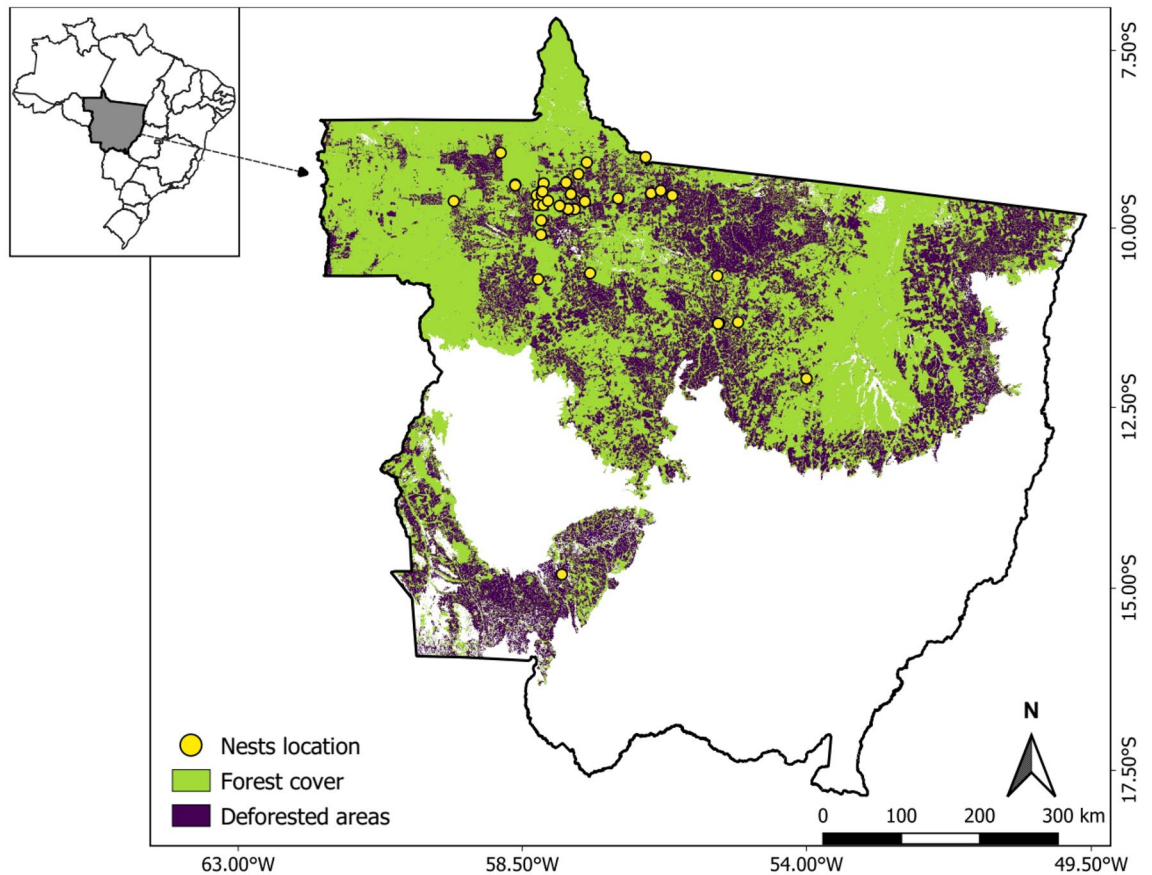 7.50°S
10.00°S
12.50°S
15.00°S
17.50°S
Nests location
Forest cover
Deforested areas
N
0 100 200 300 km
63.00°W 58.50°W 54.00°W 49.50°W